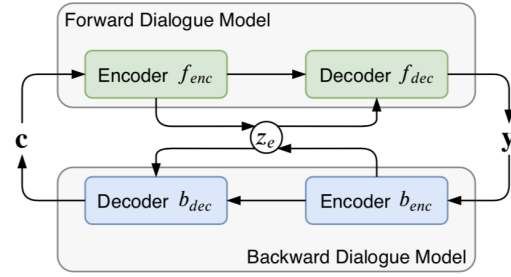 Forward Dialogue Model
Encoder f_enc
Decoder f_dec
c
z_e
y
Decoder b_dec
Encoder b_enc
Backward Dialogue Model